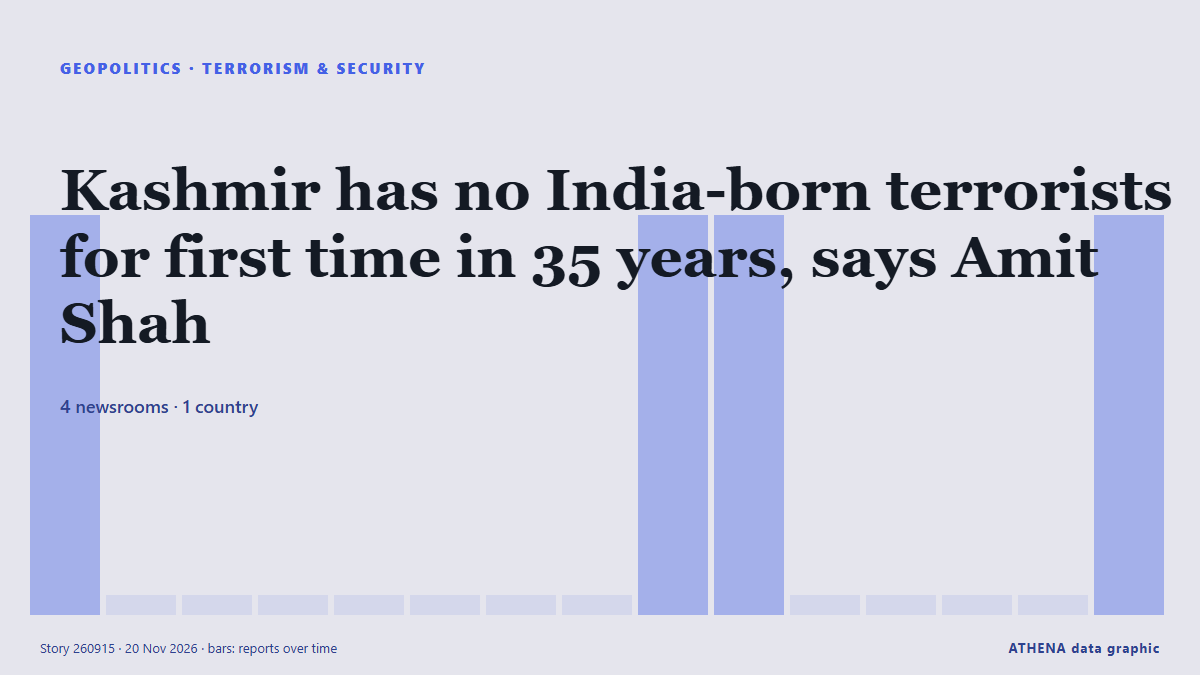 GEOPOLITICS · TERRORISM & SECURITY
Kashmir has no India-born terrorists
for first time in 35 years, says Amit
Shah
4 newsrooms · 1 country
Story 260915 · 20 Nov 2026 · bars: reports over time
ATHENA data graphic